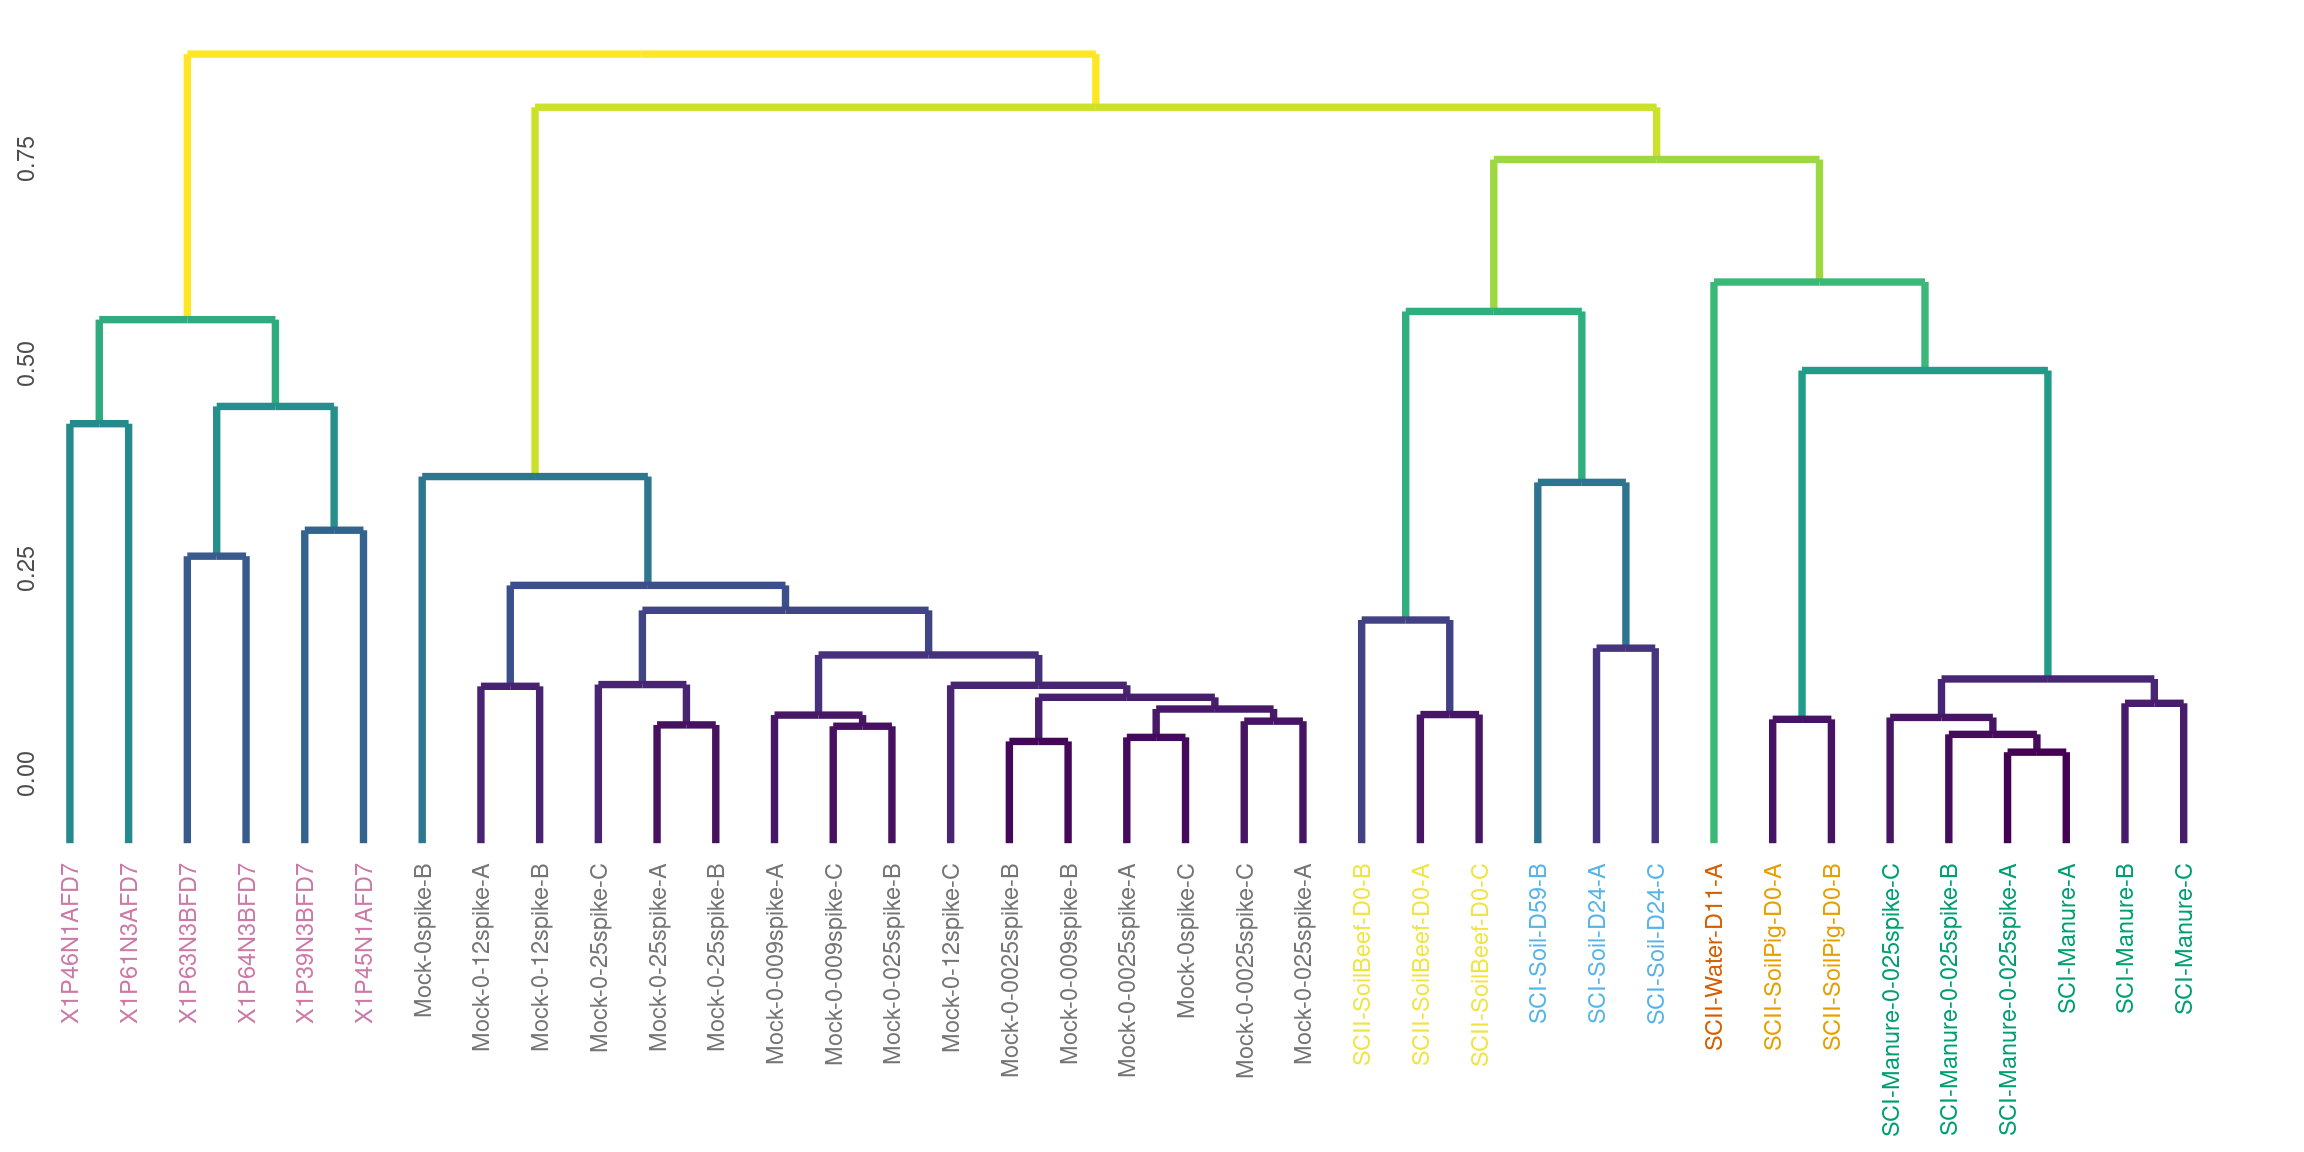 0.75
0.50
0.25
0.00
X1P46N1AFD7
X1P61N3AFD7
X1P63N3BFD7
X1P64N3BFD7
X1P39N3BFD7
X1P45N1AFD7
Mock-0spike-B
Mock-0-12spike-A
Mock-0-12spike-B
Mock-0-25spike-C
Mock-0-25spike-A
Mock-0-25spike-B
Mock-0-009spike-A
Mock-0-009spike-C
Mock-0-025spike-B
Mock-0-12spike-C
Mock-0-0025spike-B
Mock-0-009spike-B
Mock-0-0025spike-A
Mock-0spike-C
Mock-0-0025spike-C
Mock-0-025spike-A
SCII-SoilBeef-D0-B
SCII-SoilBeef-D0-A
SCII-SoilBeef-D0-C
SCI-Soil-D59-B
SCI-Soil-D24-A
SCI-Soil-D24-C
SCII-Water-D11-A
SCII-SoilPig-D0-A
SCII-SoilPig-D0-B
SCI-Manure-0-025spike-C
SCI-Manure-0-025spike-B
SCI-Manure-0-025spike-A
SCI-Manure-A
SCI-Manure-B
SCI-Manure-C